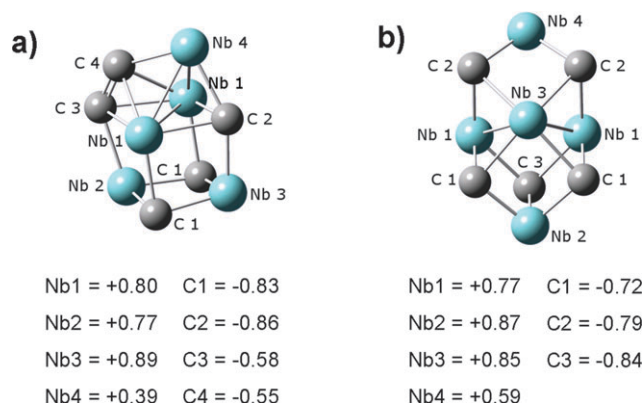 a)
Nb 4
C 4
Nb 1
C 3
C 2
Nb 1
C 1
Nb 2
Nb 3
C 1
Nb1 = +0.80 C1 = -0.83
Nb2 = +0.77 C2 = -0.86
Nb3 = +0.89 C3 = -0.58
Nb4 = +0.39 C4 = -0.55
b)
Nb 4
C 2
C 2
Nb 3
Nb 1
Nb 1
C 3
C 1
C 1
Nb 2
Nb1 = +0.77 C1 = -0.72
Nb2 = +0.87 C2 = -0.79
Nb3 = +0.85 C3 = -0.84
Nb4 = +0.59